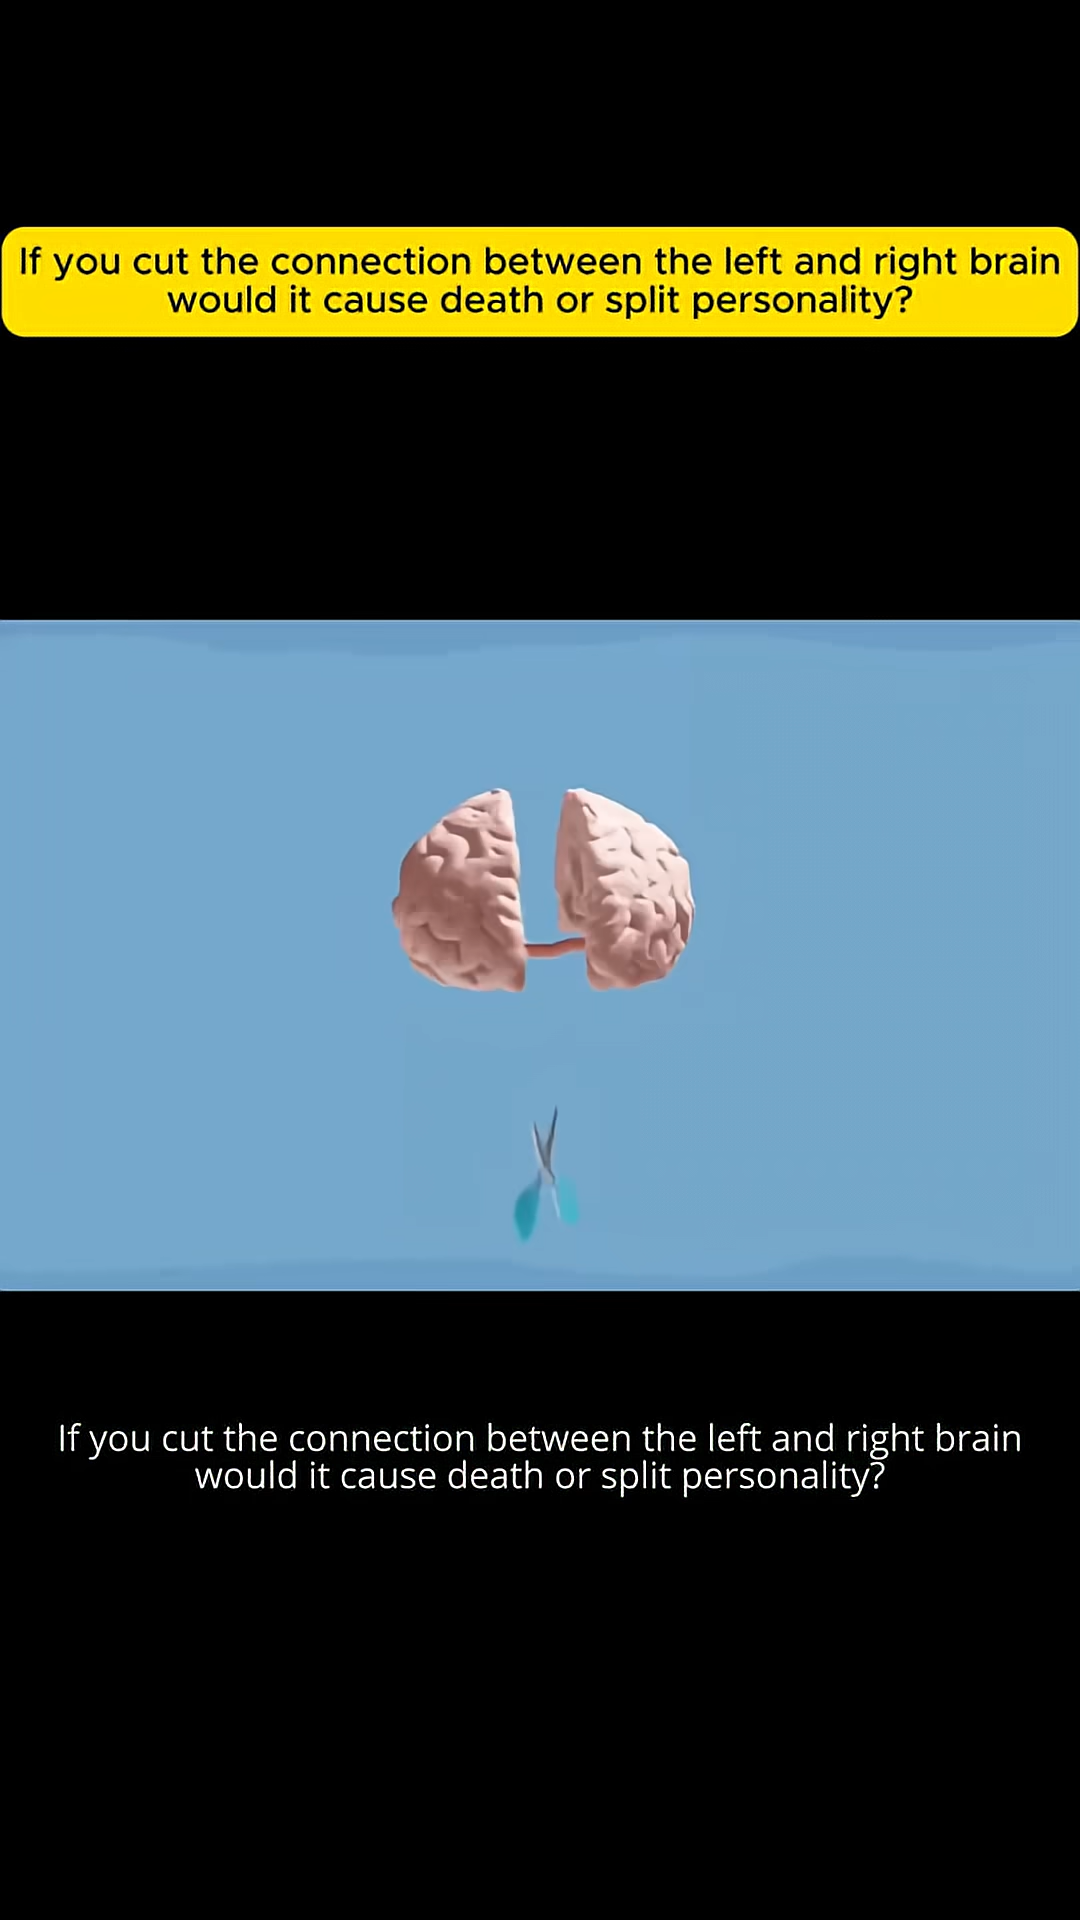 If you cut the connection between the left and right brain
would it cause death or split personality?
If you cut the connection between the left and right brain
would it cause death or split personality?